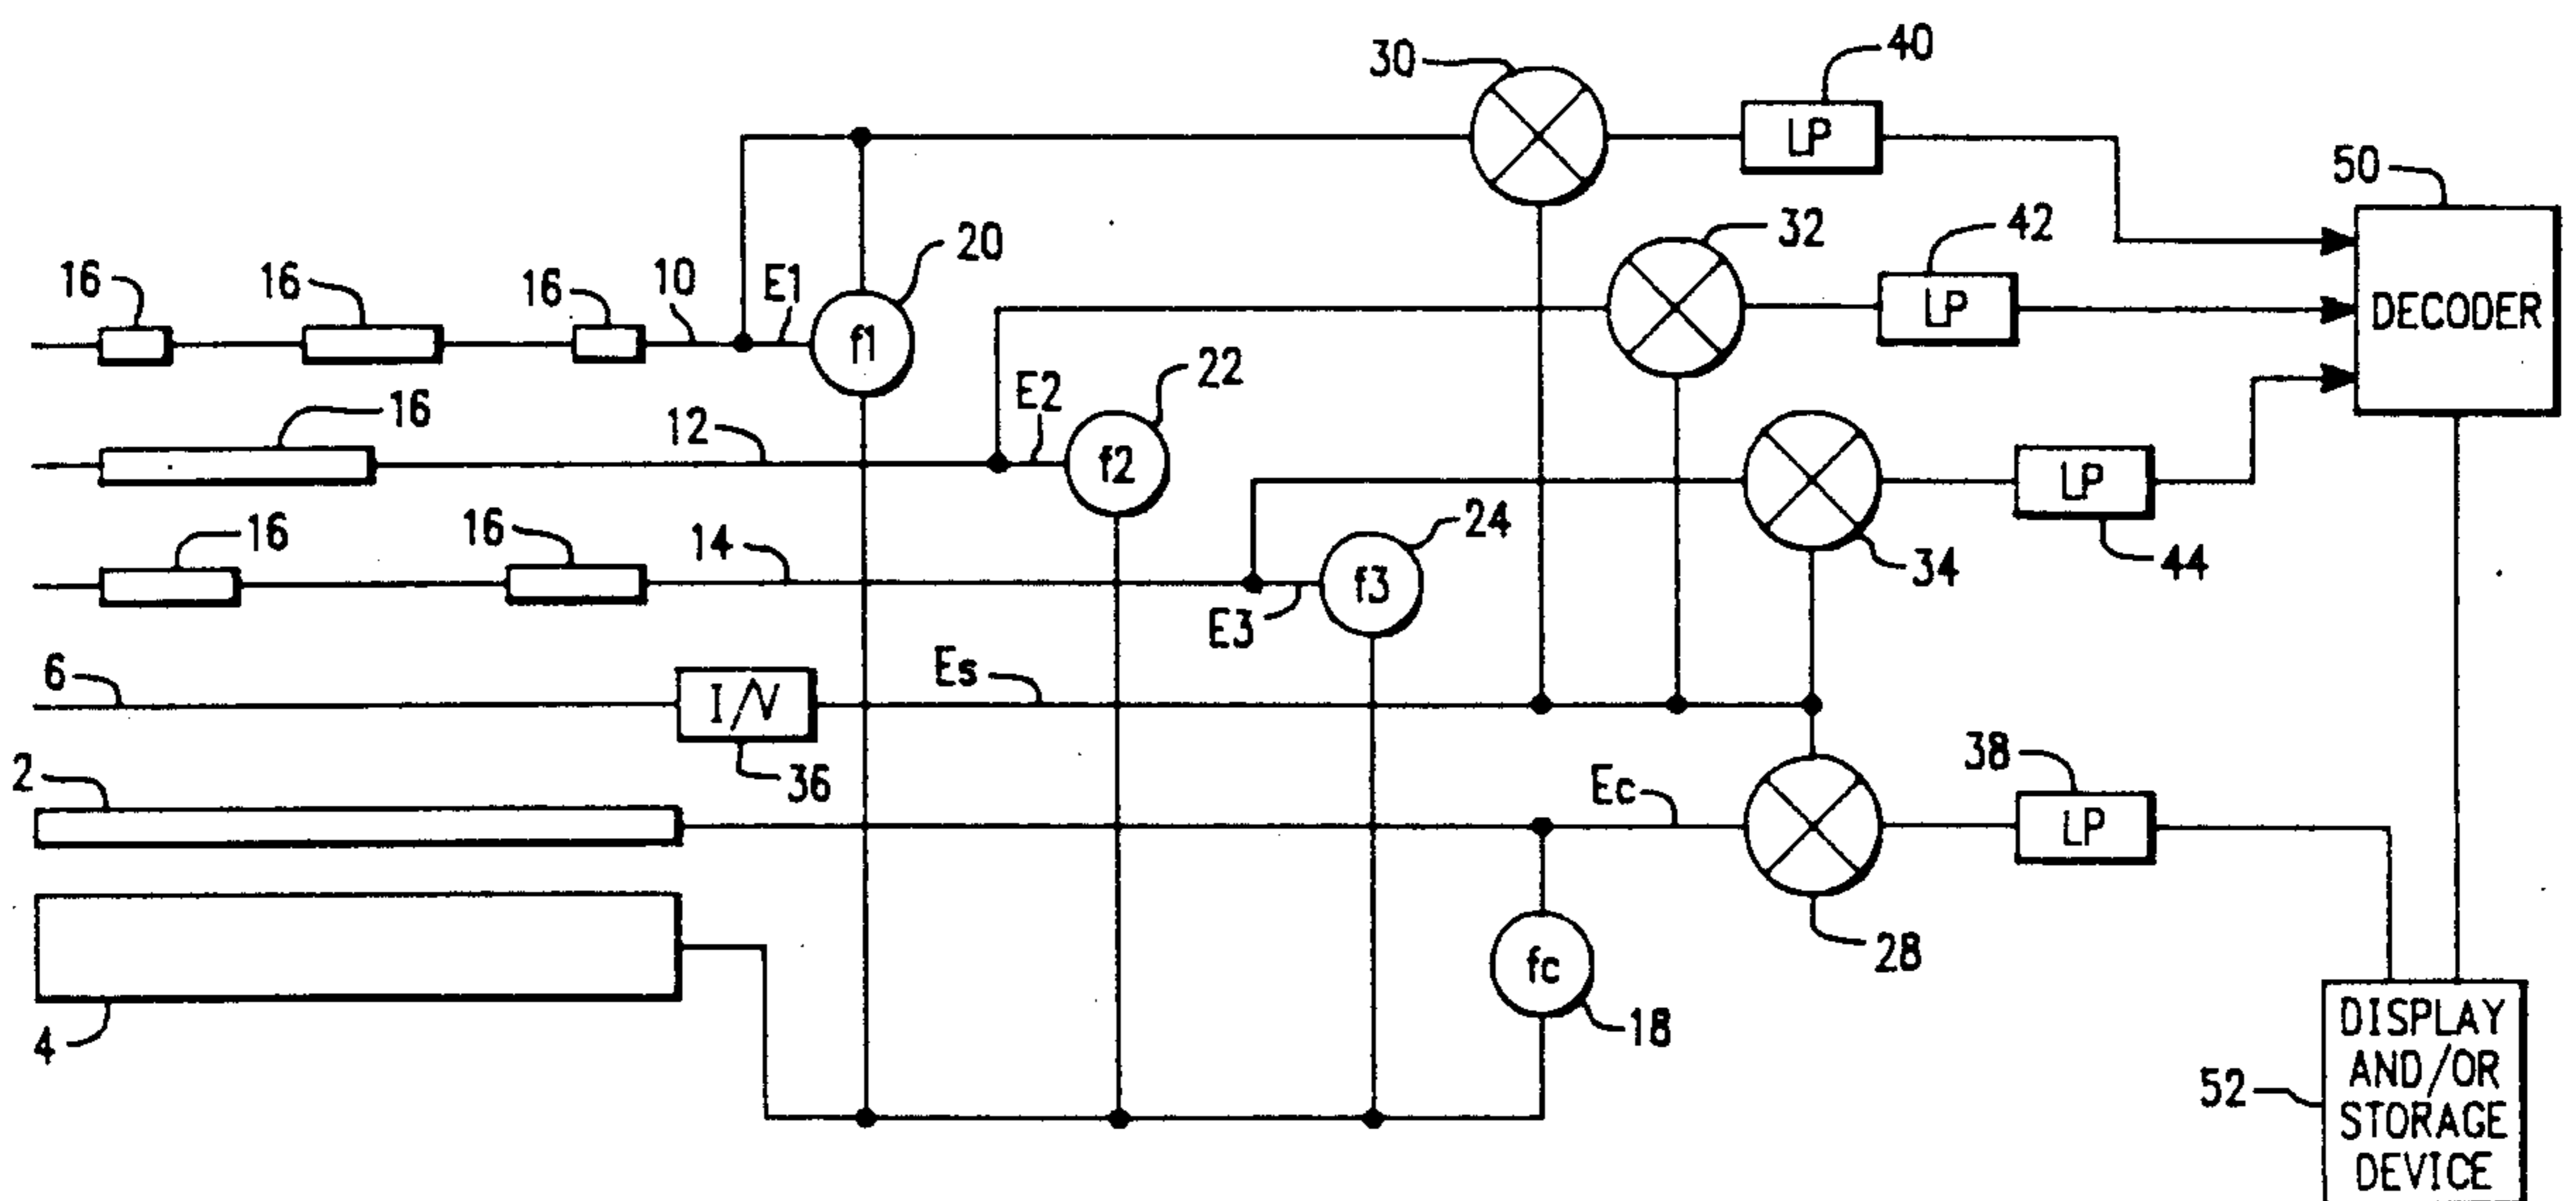 30
40
LP
50
20
32
42
16
16
16
10
E1
f1
LP
DECODER
16
12
E2
22
f2
16
16
14
24
LP
34
44
E3
f3
6
I/V
Es
2
36
Ec
38
LP
28
fc
4
18
52
DISPLAY
AND/OR
STORAGE
DEVICE